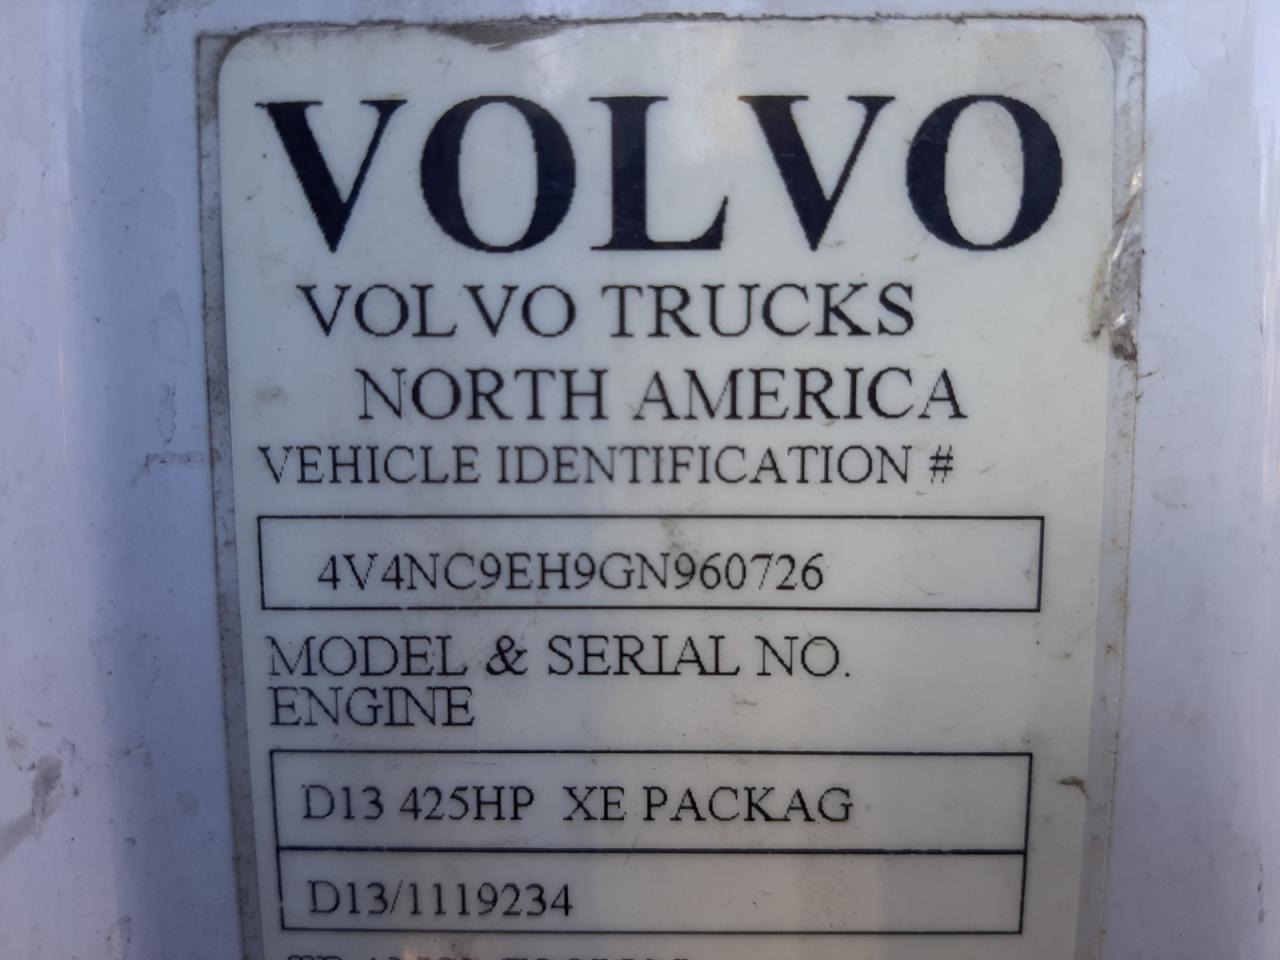 VOLVO
VOLVO TRUCKS
NORTH AMERICA
VEHICLE IDENTIFICATION #
4V4NC9EH9GN960726
MODEL & SERIAL NO.
ENGINE
D13 425HP XE PACKAG
D13/1119234